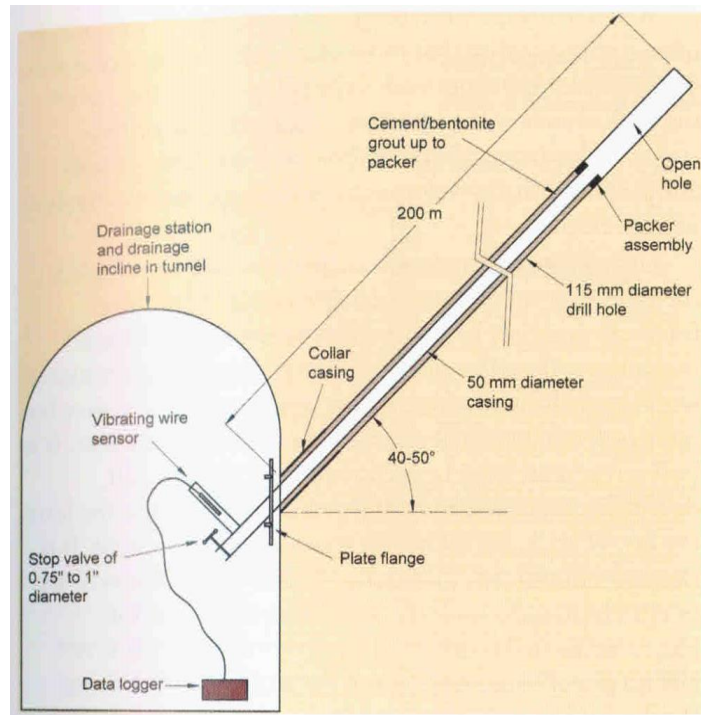 Cement/bentonite
grout up to
packer
Open
hole
200 m
Packer
assembly
Drainage station
and drainage
incline in tunnel
115 mm diameter
drill hole
Collar
casing
50 mm diameter
casing
Vibrating wire
sensor
40-50°
Stop valve of
0.75" to 1"
diameter
Plate flange
Data logger